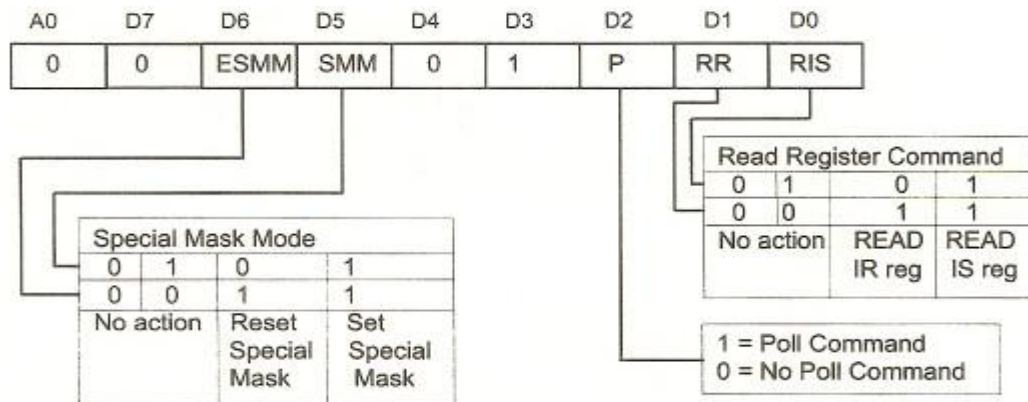 A0 D7 D6 D5 D4 D3 D2 D1 D0
0 0 ESMM SMM 0 1 P RR RIS
Read Register Command
0 1 0 1
0 0 1 1
No action READ READ
IR reg IS reg
Special Mask Mode
0 1 0 1
0 0 1 1
No action Reset Set
Special Special
Mask Mask
1 = Poll Command
0 = No Poll Command